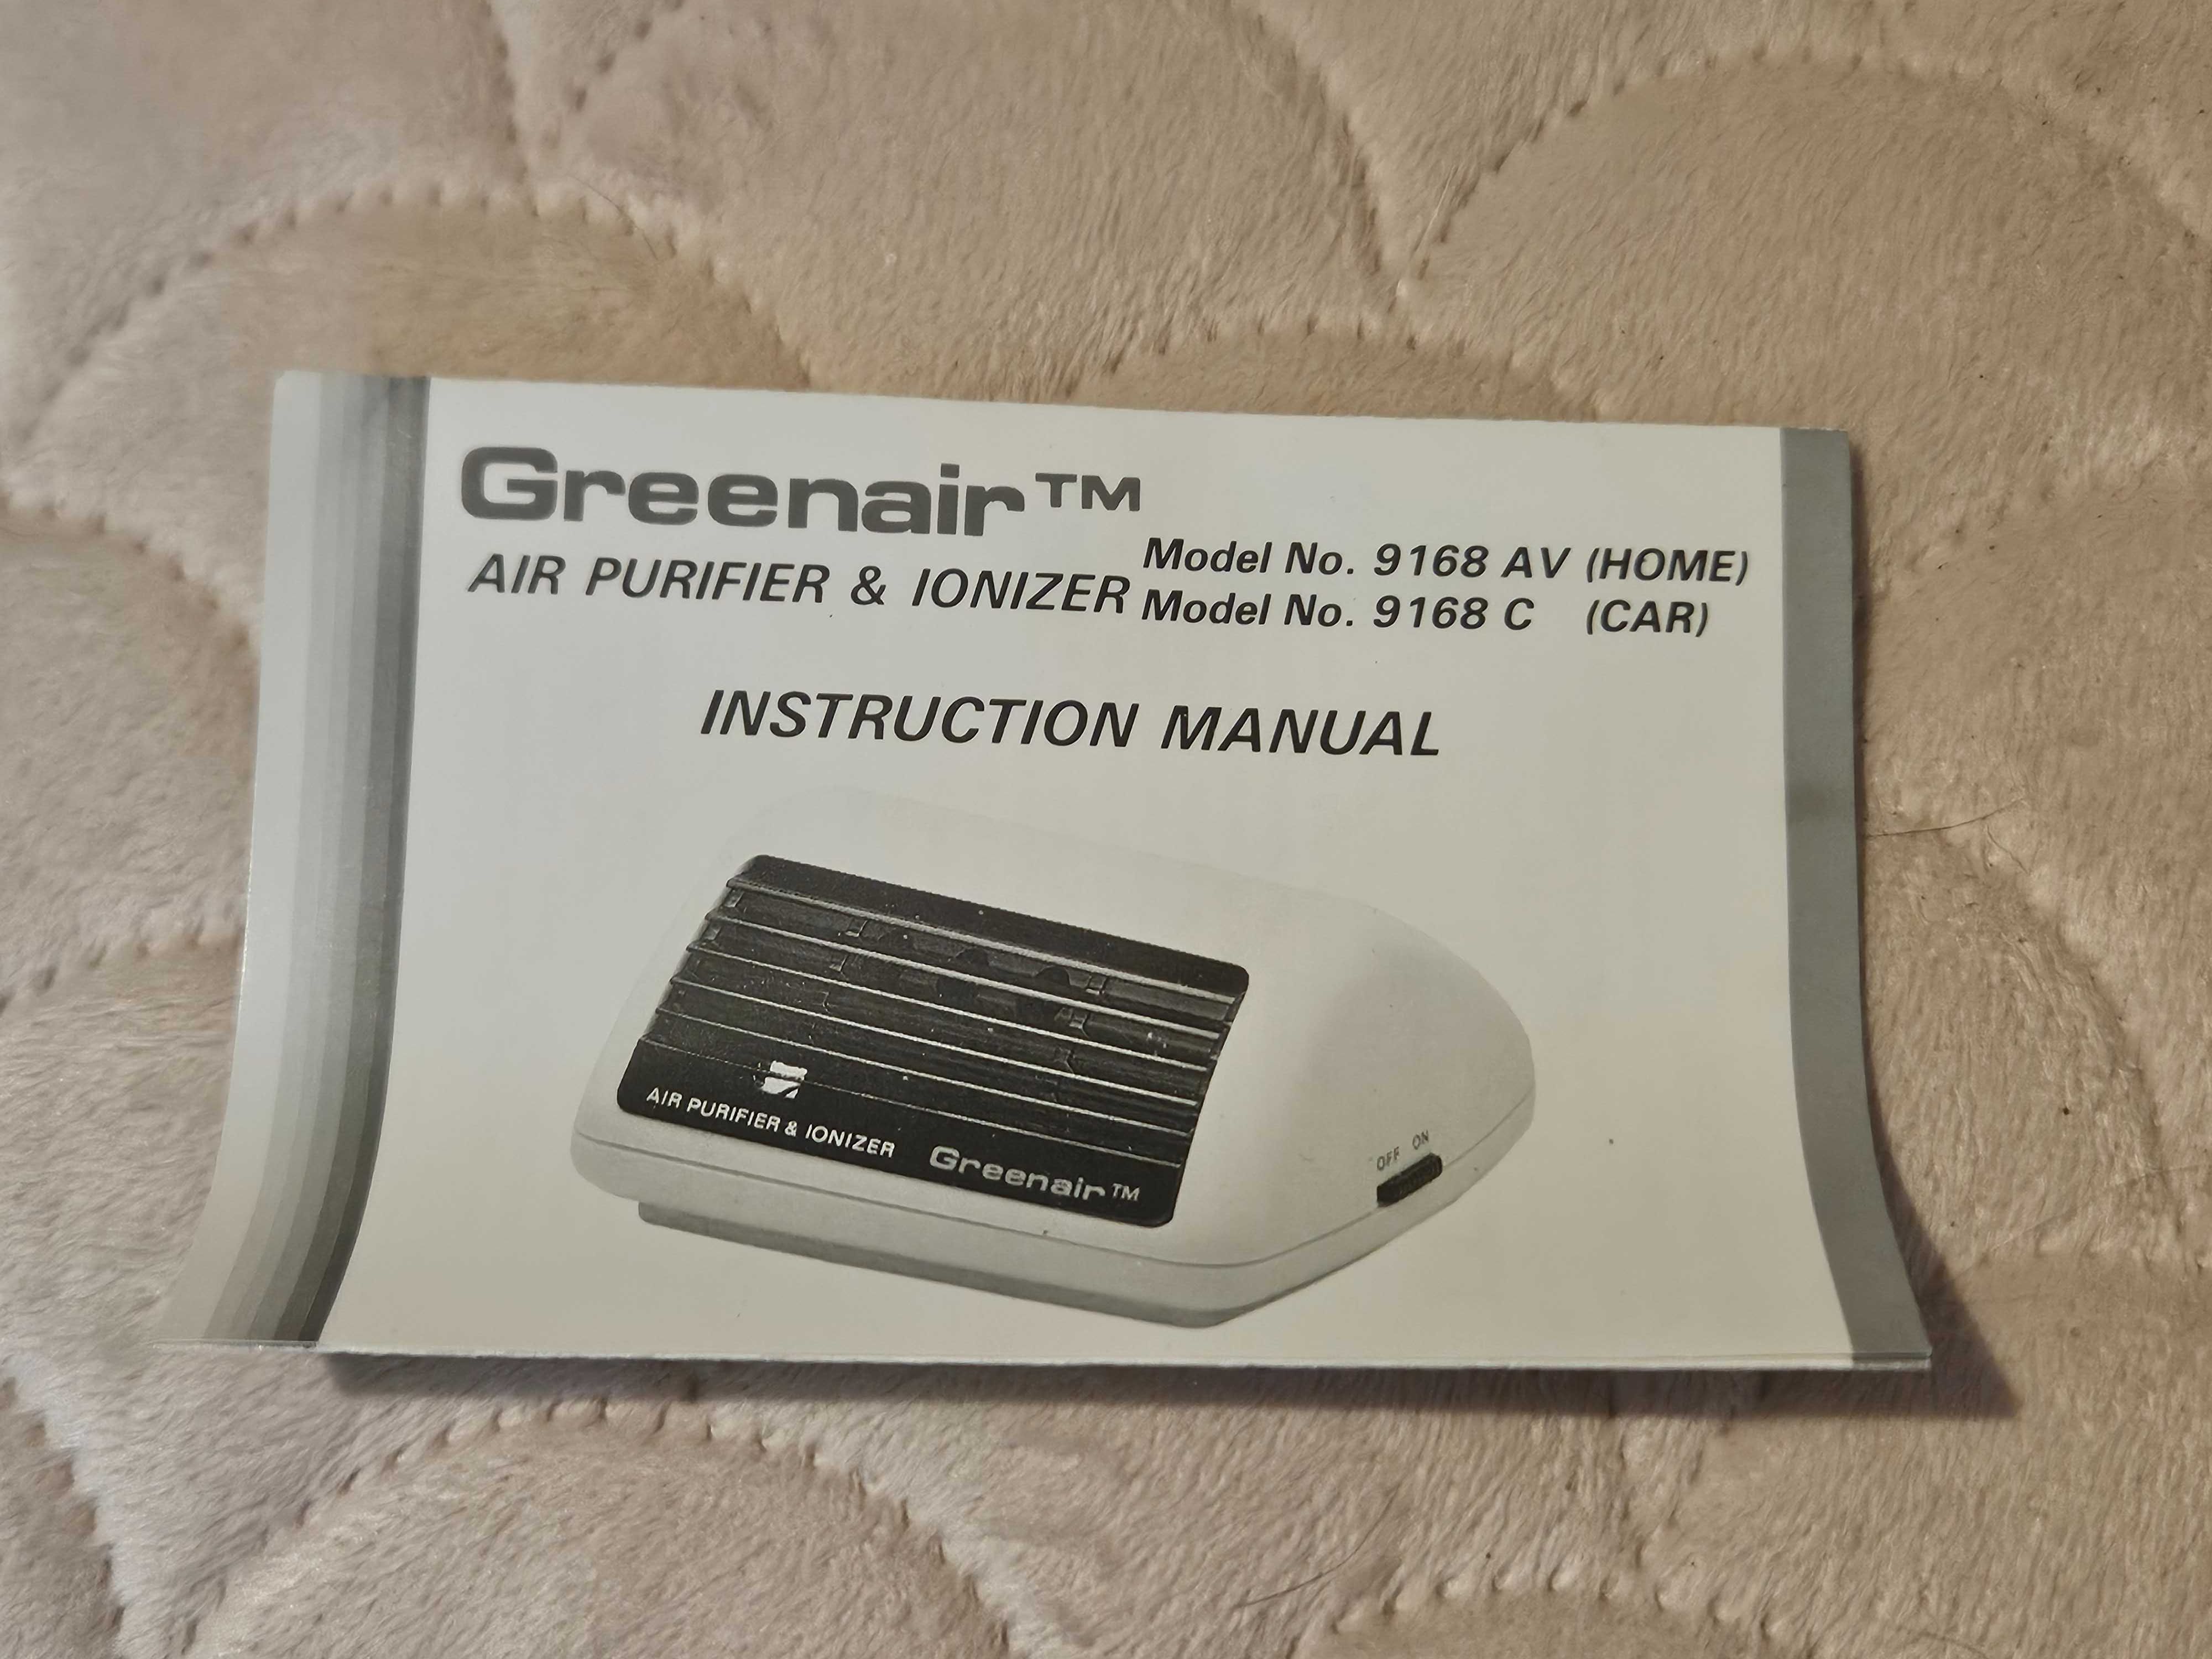 Greenair™
AIR PURIFIER & IONIZER
Model No. 9168 AV (HOME)
Model No. 9168 C (CAR)
INSTRUCTION MANUAL
AIR PURIFIER & IONIZER
Greenair™
OFF ON